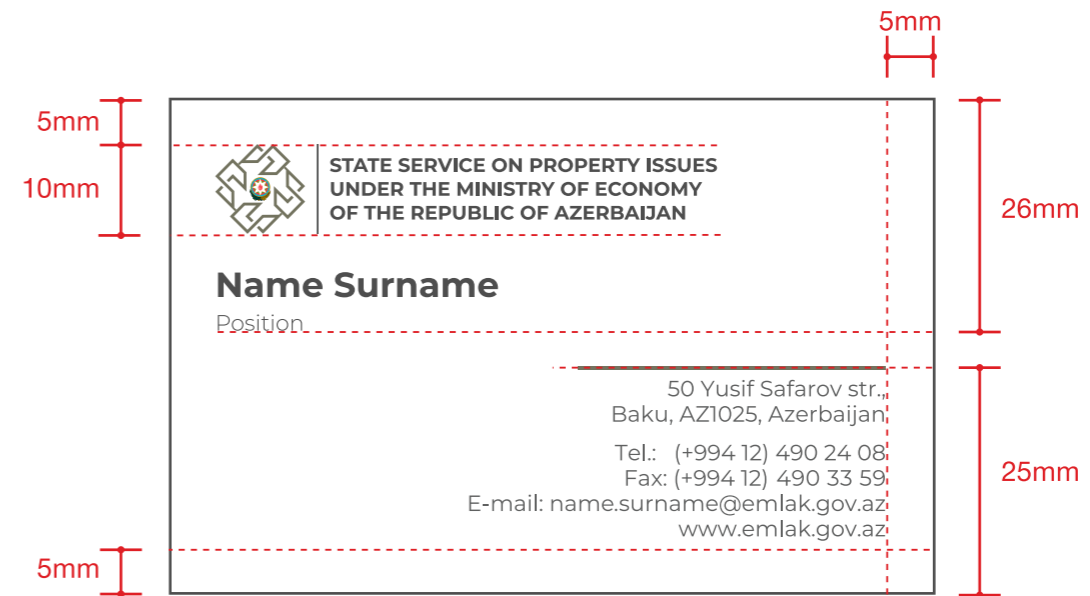 5mm
5mm
10mm
STATE SERVICE ON PROPERTY ISSUES
UNDER THE MINISTRY OF ECONOMY
OF THE REPUBLIC OF AZERBAIJAN
26mm
Name Surname
Position
50 Yusif Safarov str.,
Baku, AZ1025, Azerbaijan
Tel.: (+994 12) 490 24 08
Fax: (+994 12) 490 33 59
25mm
E-mail: name.surname@emlak.gov.az
www.emlak.gov.az
5mm